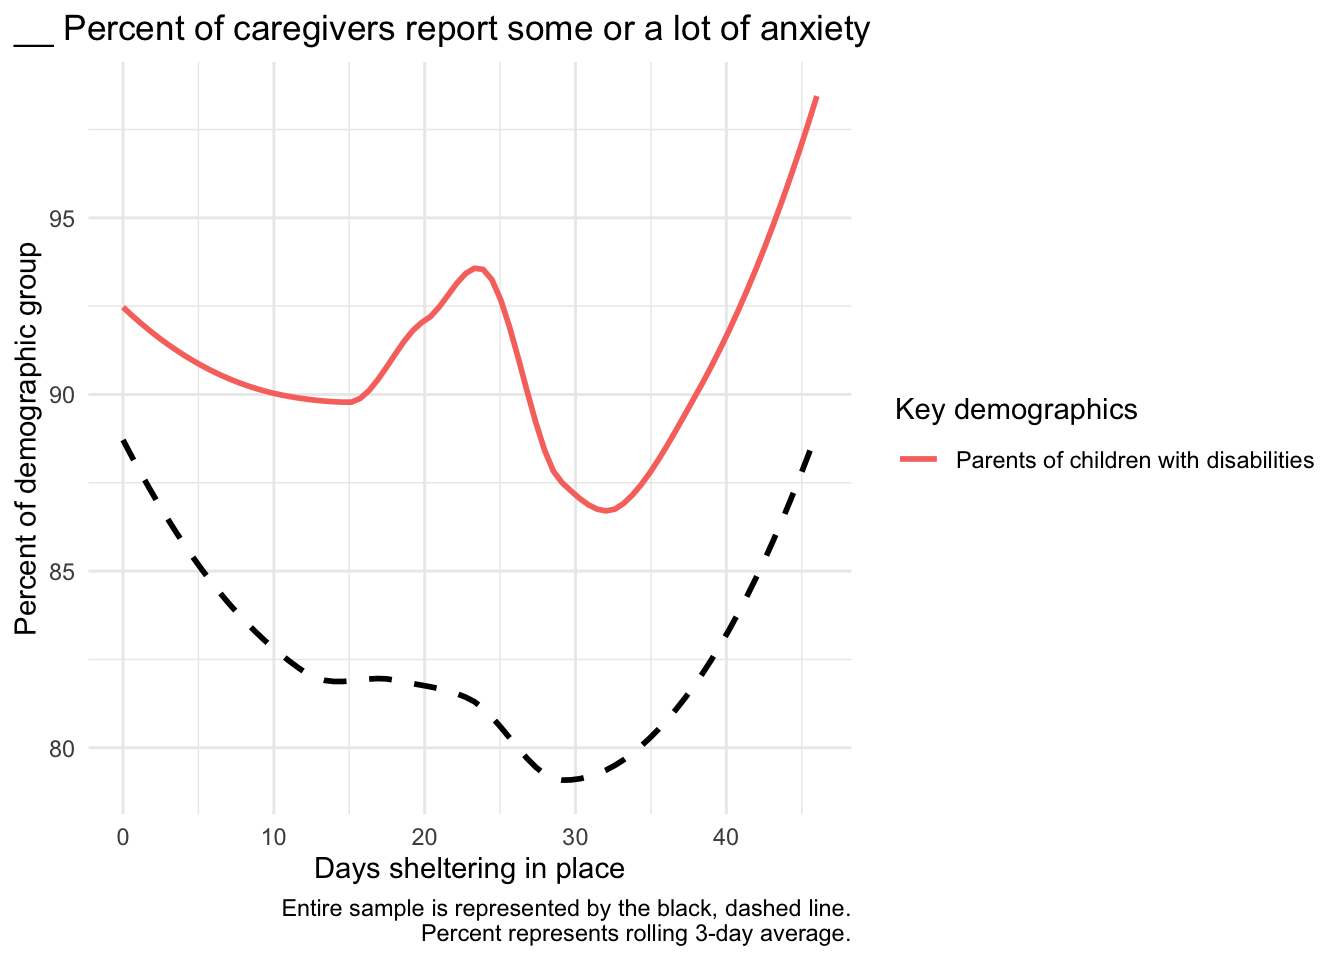 __ Percent of caregivers report some or a lot of anxiety
Percent of demographic group
95
90
85
80
0 10 20 30 40
Days sheltering in place
Key demographics
Parents of children with disabilities
Entire sample is represented by the black, dashed line.
Percent represents rolling 3-day average.